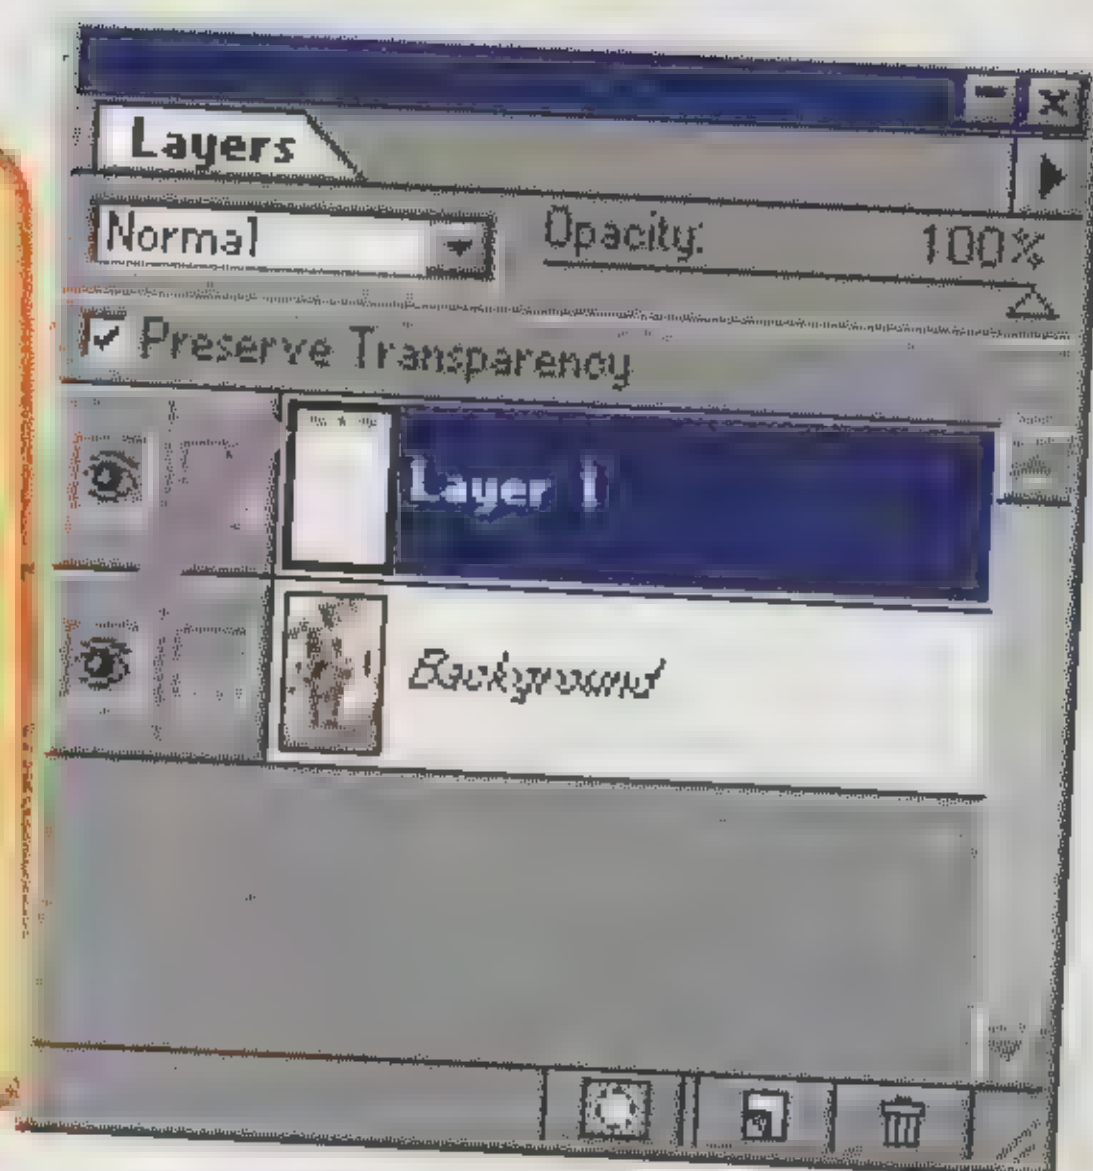 Layers
Normal Opacity: 100%
Preserve Transparency
Layer 1
Background